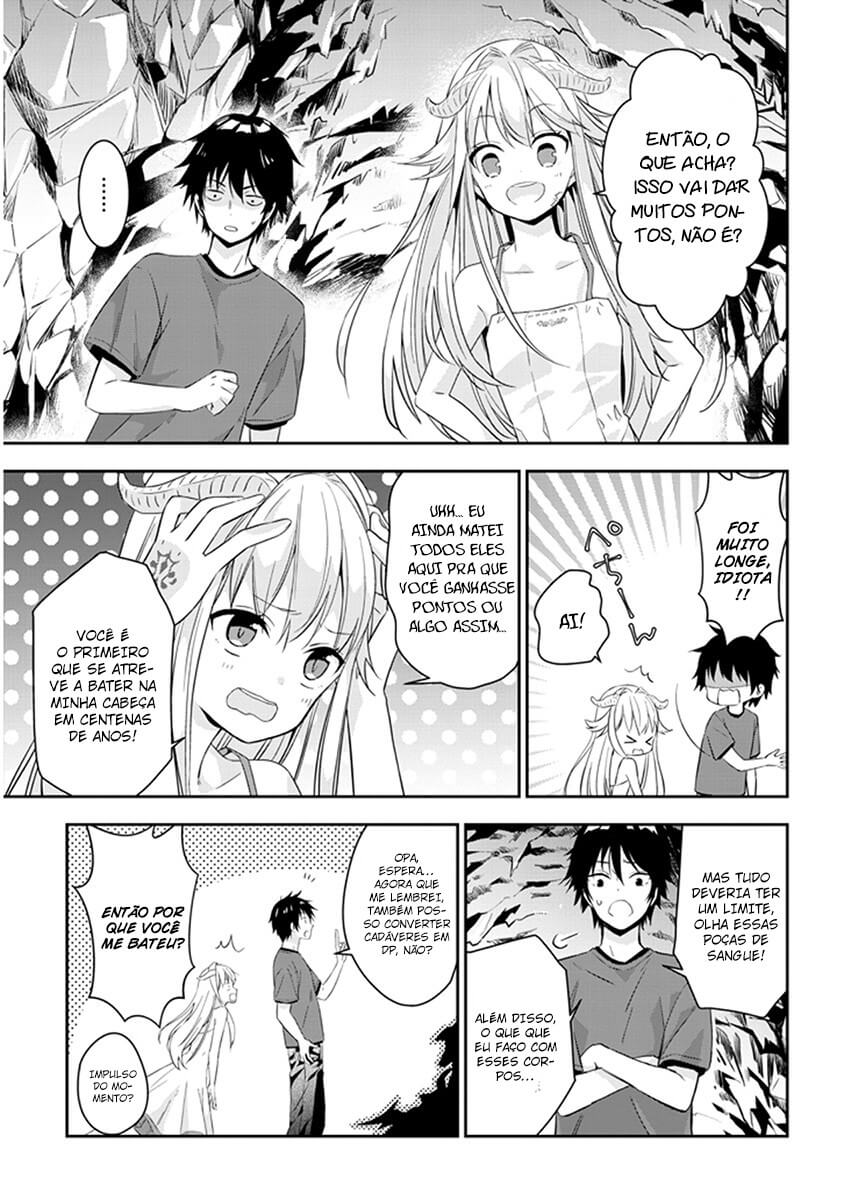 ENTÃO, O
QUE ACHA?
ISSO VAI DAR
MUITOS PON-
TOS, NÃO É?
......
FOI
MUITO
LONGE,
IDIOTA
!!
ぺちーん
AI!
UHH... EU
AINDA MATEI
TODOS ELES
AQUI PRA QUE
VOCÊ GANHASSE
PONTOS OU
ALGO ASSIM...
VOCÊ É
O PRIMEIRO
QUE SE ATRE-
VE A BATER NA
MINHA CABEÇA
EM CENTENAS
DE ANOS!
MAS TUDO
DEVERIA TER
UM LIMITE,
OLHA ESSAS
POÇAS DE
SANGUE!
ALÉM DISSO,
O QUE QUE
EU FAÇO COM
ESSES COR-
POS...
OPA,
ESPERA...
AGORA QUE
ME LEMBREI,
TAMBÉM POS-
SO CONVERTER
CADÁVERES EM
DP, NÃO?
ENTÃO POR
QUE VOCÊ
ME BATEU?
IMPULSO
DO MO-
MENTO?